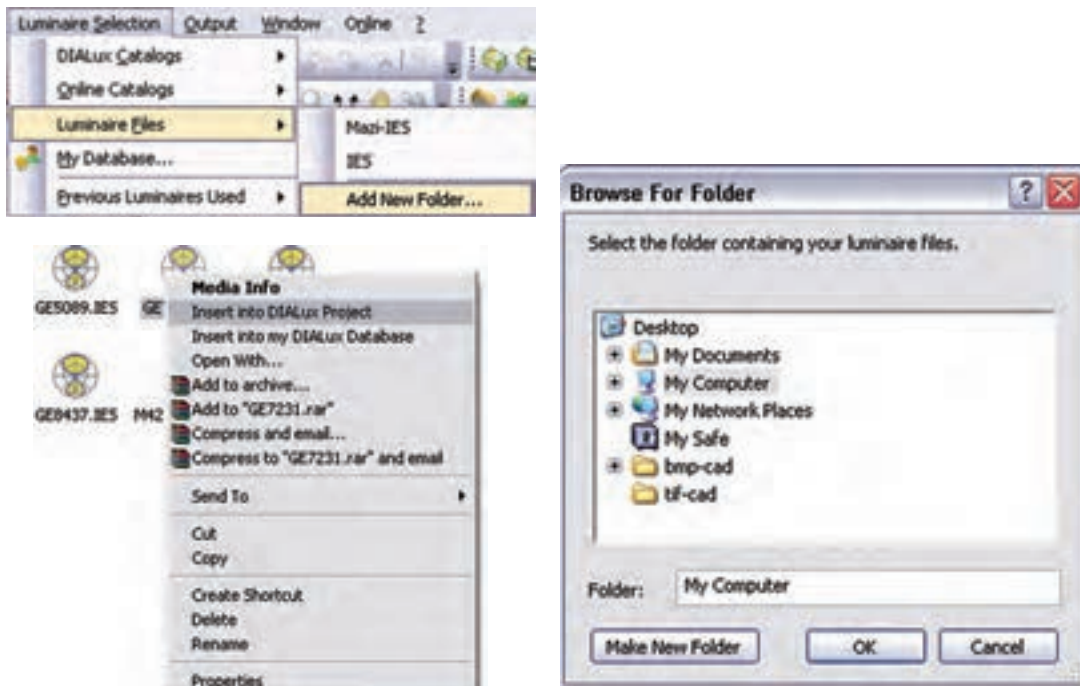 Luminaire Selection Output Window Online ?
DIALux Catalogs
Online Catalogs
Luminaire Files
My Database...
Previous Luminaires Used
Mazi-IES
IES
Add New Folder...
GE5089.IES GE
GE8437.IES M42
Media Info
Insert into DIALux Project
Insert into my DIALux Database
Open With...
Add to archive...
Add to "GE7231.rar"
Compress and email...
Compress to "GE7231.rar" and email
Send To
Cut
Copy
Create Shortcut
Delete
Rename
Properties
Browse For Folder
Select the folder containing your luminaire files.
Desktop
My Documents
My Computer
My Network Places
My Safe
bmp-cad
tif-cad
Folder: My Computer
Make New Folder OK Cancel